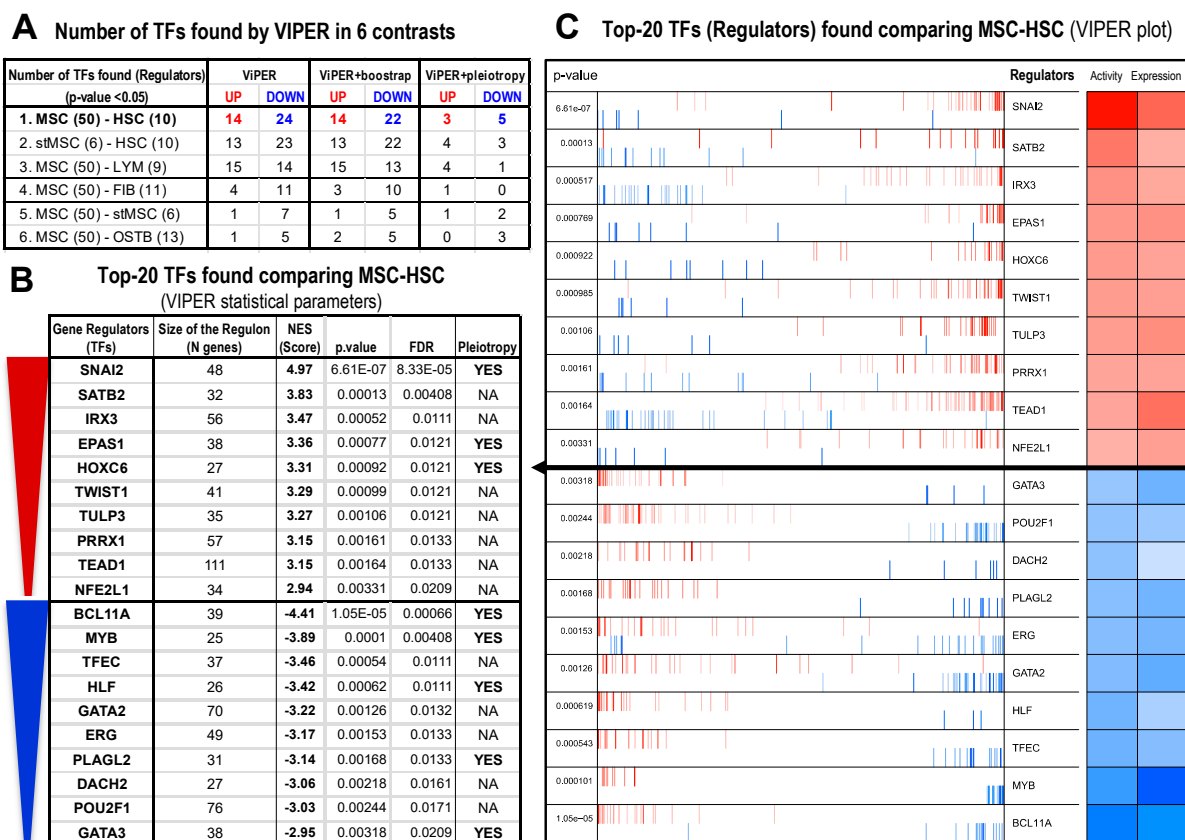 A Number of TFs found by VIPER in 6 contrasts
Number of TFs found (Regulators) ViPER ViPER+boostrap ViPER+pleiotropy
(p-value <0.05) UP DOWN UP DOWN UP DOWN
1. MSC (50) - HSC (10) 14 24 14 22 3 5
2. stMSC (6) - HSC (10) 13 23 13 22 4 3
3. MSC (50) - LYM (9) 15 14 15 13 4 1
4. MSC (50) - FIB (11) 4 11 3 10 1 0
5. MSC (50) - stMSC (6) 1 7 1 5 1 2
6. MSC (50) - OSTB (13) 1 5 2 5 0 3
B Top-20 TFs found comparing MSC-HSC
(VIPER statistical parameters)
Gene Regulators Size of the Regulon NES
(TFs) (N genes) (Score) p.value FDR Pleiotropy
SNAI2 48 4.97 6.61E-07 8.33E-05 YES
SATB2 32 3.83 0.00013 0.00408 NA
IRX3 56 3.47 0.00052 0.0111 NA
EPAS1 38 3.36 0.00077 0.0121 YES
HOXC6 27 3.31 0.00092 0.0121 YES
TWIST1 41 3.29 0.00099 0.0121 NA
TULP3 35 3.27 0.00106 0.0121 NA
PRRX1 57 3.15 0.00161 0.0133 NA
TEAD1 111 3.15 0.00164 0.0133 NA
NFE2L1 34 2.94 0.00331 0.0209 NA
BCL11A 39 -4.41 1.05E-05 0.00066 YES
MYB 25 -3.89 0.0001 0.00408 YES
TFEC 37 -3.46 0.00054 0.0111 NA
HLF 26 -3.42 0.00062 0.0111 YES
GATA2 70 -3.22 0.00126 0.0132 NA
ERG 49 -3.17 0.00153 0.0133 NA
PLAGL2 31 -3.14 0.00168 0.0133 YES
DACH2 27 -3.06 0.00218 0.0161 NA
POU2F1 76 -3.03 0.00244 0.0171 NA
GATA3 38 -2.95 0.00318 0.0209 YES
C Top-20 TFs (Regulators) found comparing MSC-HSC (VIPER plot)
p-value Regulators Activity Expression
6.61e-07 SNAI2
0.00013 SATB2
0.000517 IRX3
0.000769 EPAS1
0.000922 HOXC6
0.000985 TWIST1
0.00106 TULP3
0.00161 PRRX1
0.00164 TEAD1
0.00331 NFE2L1
0.00318 GATA3
0.00244 POU2F1
0.00218 DACH2
0.00168 PLAGL2
0.00153 ERG
0.00126 GATA2
0.000619 HLF
0.000543 TFEC
0.000101 MYB
1.05e-05 BCL11A